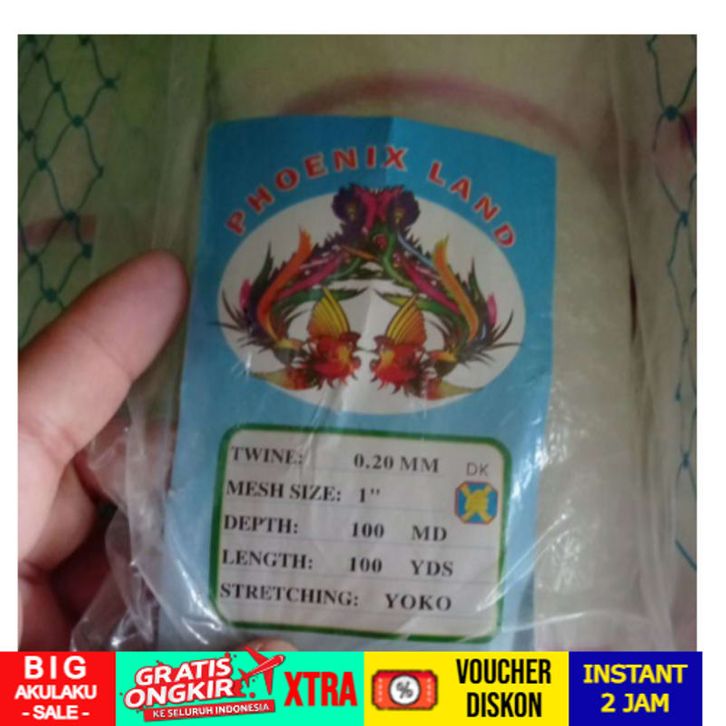 PHOENIX LAND
TWINE: 0.20 MM DK
MESH SIZE: 1"
DEPTH: 100 MD
LENGTH: 100 YDS
STRETCHING: YOKO
BIG
AKULAKU
- SALE -
GRATIS
ONGKIR XTRA
KE SELURUH INDONESIA
%
VOUCHER
DISKON
INSTANT
2 JAM